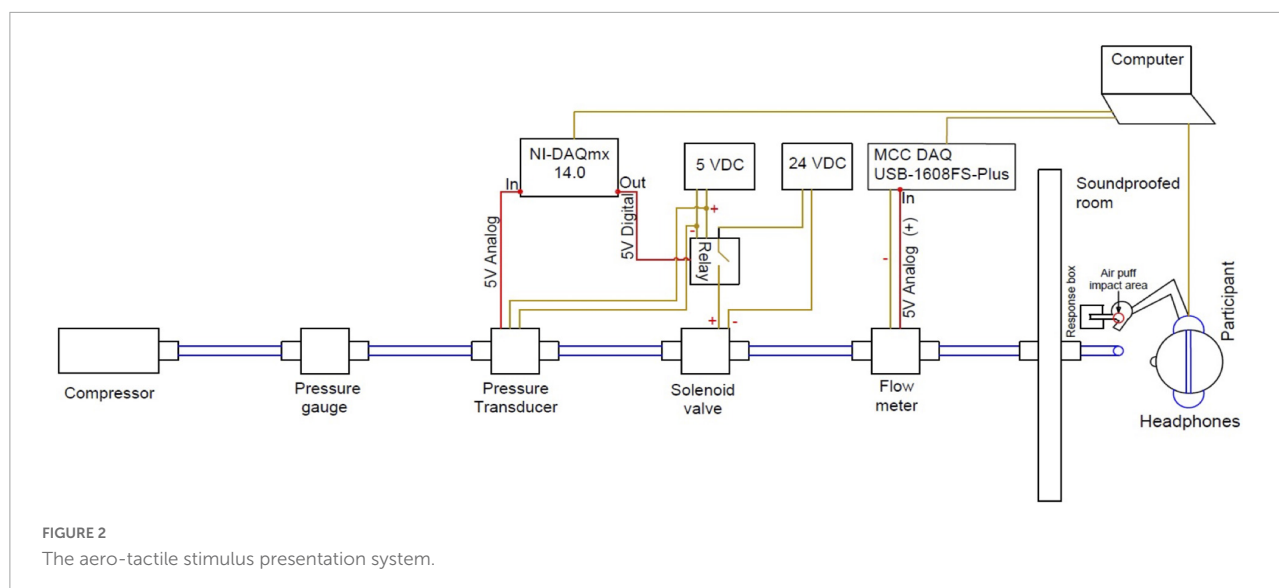 Computer
NI-DAQmx
14.0
In
Out
5 VDC
24 VDC
MCC DAQ
USB-1608FS-Plus
In
Soundproofed
room
5V Analog
5V Digital
+
-
Relay
-
5V Analog (+)
Response box
Air puff
impact area
Participant
+
-
Compressor
Pressure
gauge
Pressure
Transducer
Solenoid
valve
Flow
meter
Headphones
FIGURE 2
The aero-tactile stimulus presentation system.